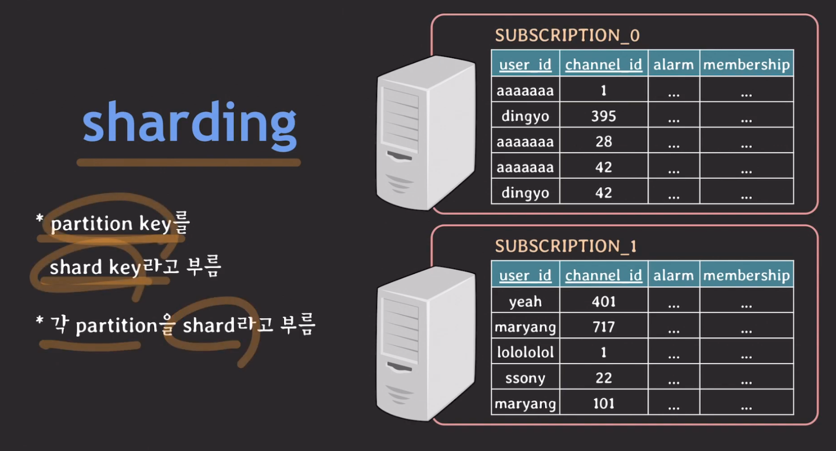 sharding
* partition key를
shard key라고 부름
* 각 partition을 shard라고 부름
SUBSCRIPTION_0
user_id channel_id alarm membership
aaaaaaa 1 ... ...
dingyo 395 ... ...
aaaaaaa 28 ... ...
aaaaaaa 42 ... ...
dingyo 42 ... ...
SUBSCRIPTION_1
user_id channel_id alarm membership
yeah 401 ... ...
maryang 717 ... ...
lolololol 1 ... ...
ssony 22 ... ...
maryang 101 ... ...